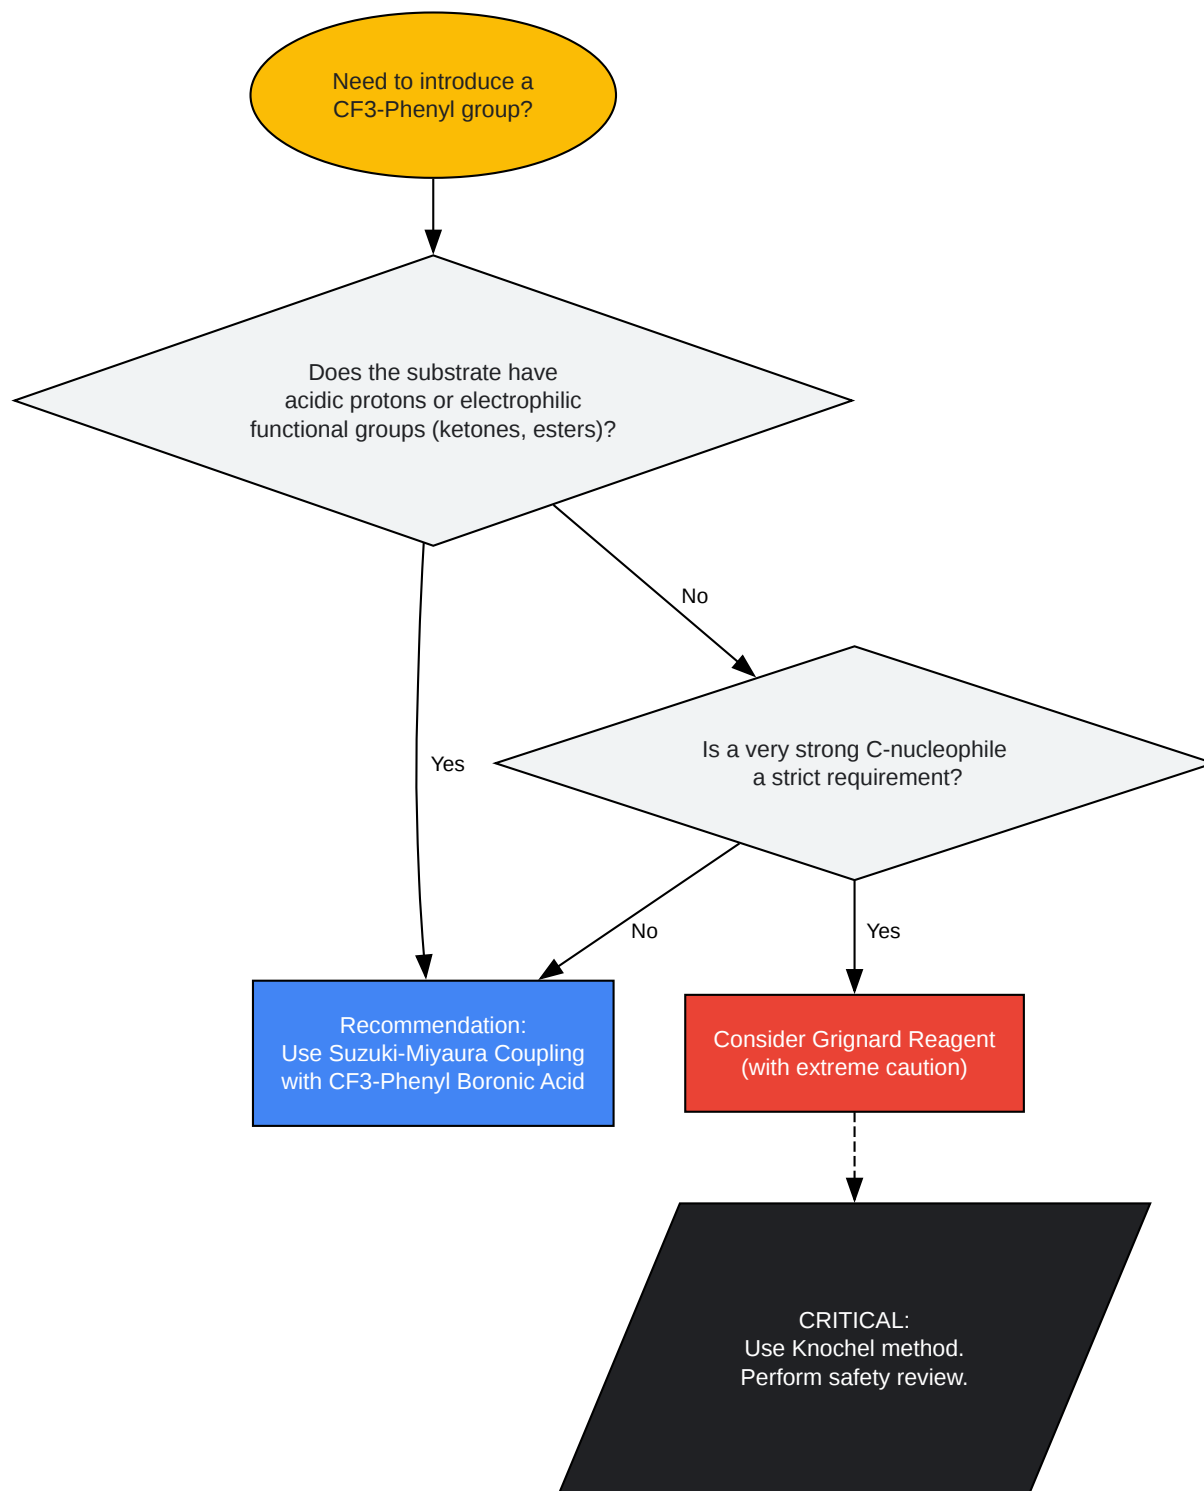 Need to introduce a
CF3-Phenyl group?
Does the substrate have
acidic protons or electrophilic
functional groups (ketones, esters)?
No
Is a very strong C-nucleophile
a strict requirement?
Yes
No
Yes
Recommendation:
Use Suzuki-Miyaura Coupling
with CF3-Phenyl Boronic Acid
Consider Grignard Reagent
(with extreme caution)
CRITICAL:
Use Knochel method.
Perform safety review.